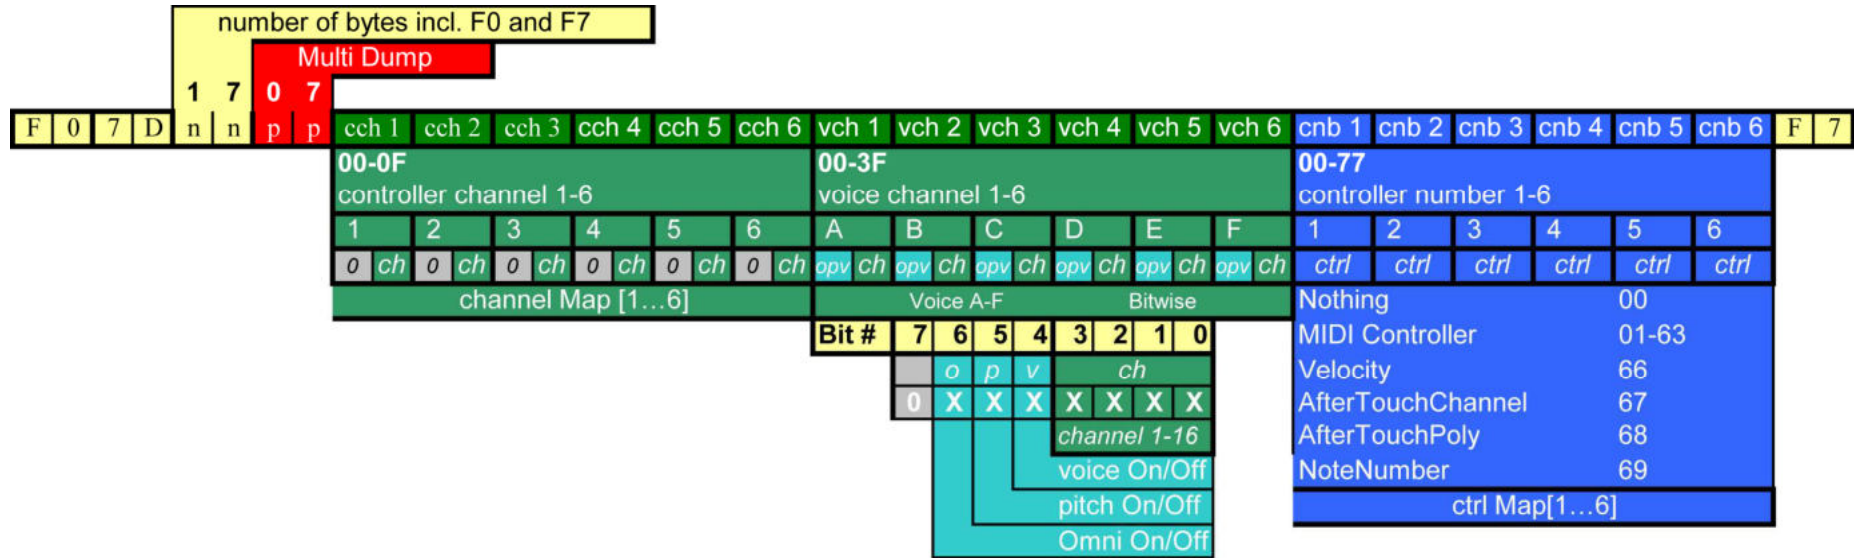 number of bytes incl. F0 and F7
Multi Dump
1 7 0 7
F 0 7 D n n p p cch 1 cch 2 cch 3 cch 4 cch 5 cch 6 vch 1 vch 2 vch 3 vch 4 vch 5 vch 6 cnb 1 cnb 2 cnb 3 cnb 4 cnb 5 cnb 6 F 7
00-0F 00-3F 00-77
controller channel 1-6 voice channel 1-6 controller number 1-6
1 2 3 4 5 6 A B C D E F 1 2 3 4 5 6
0 ch 0 ch 0 ch 0 ch 0 ch 0 ch opv ch opv ch opv ch opv ch opv ch opv ch ctrl ctrl ctrl ctrl ctrl ctrl
channel Map [1...6] Voice A-F Bitwise Nothing 00
Bit # 7 6 5 4 3 2 1 0 MIDI Controller 01-63
o p v ch Velocity 66
0 X X X X X X X AfterTouchChannel 67
channel 1-16 AfterTouchPoly 68
voice On/Off NoteNumber 69
pitch On/Off ctrl Map[1...6]
Omni On/Off